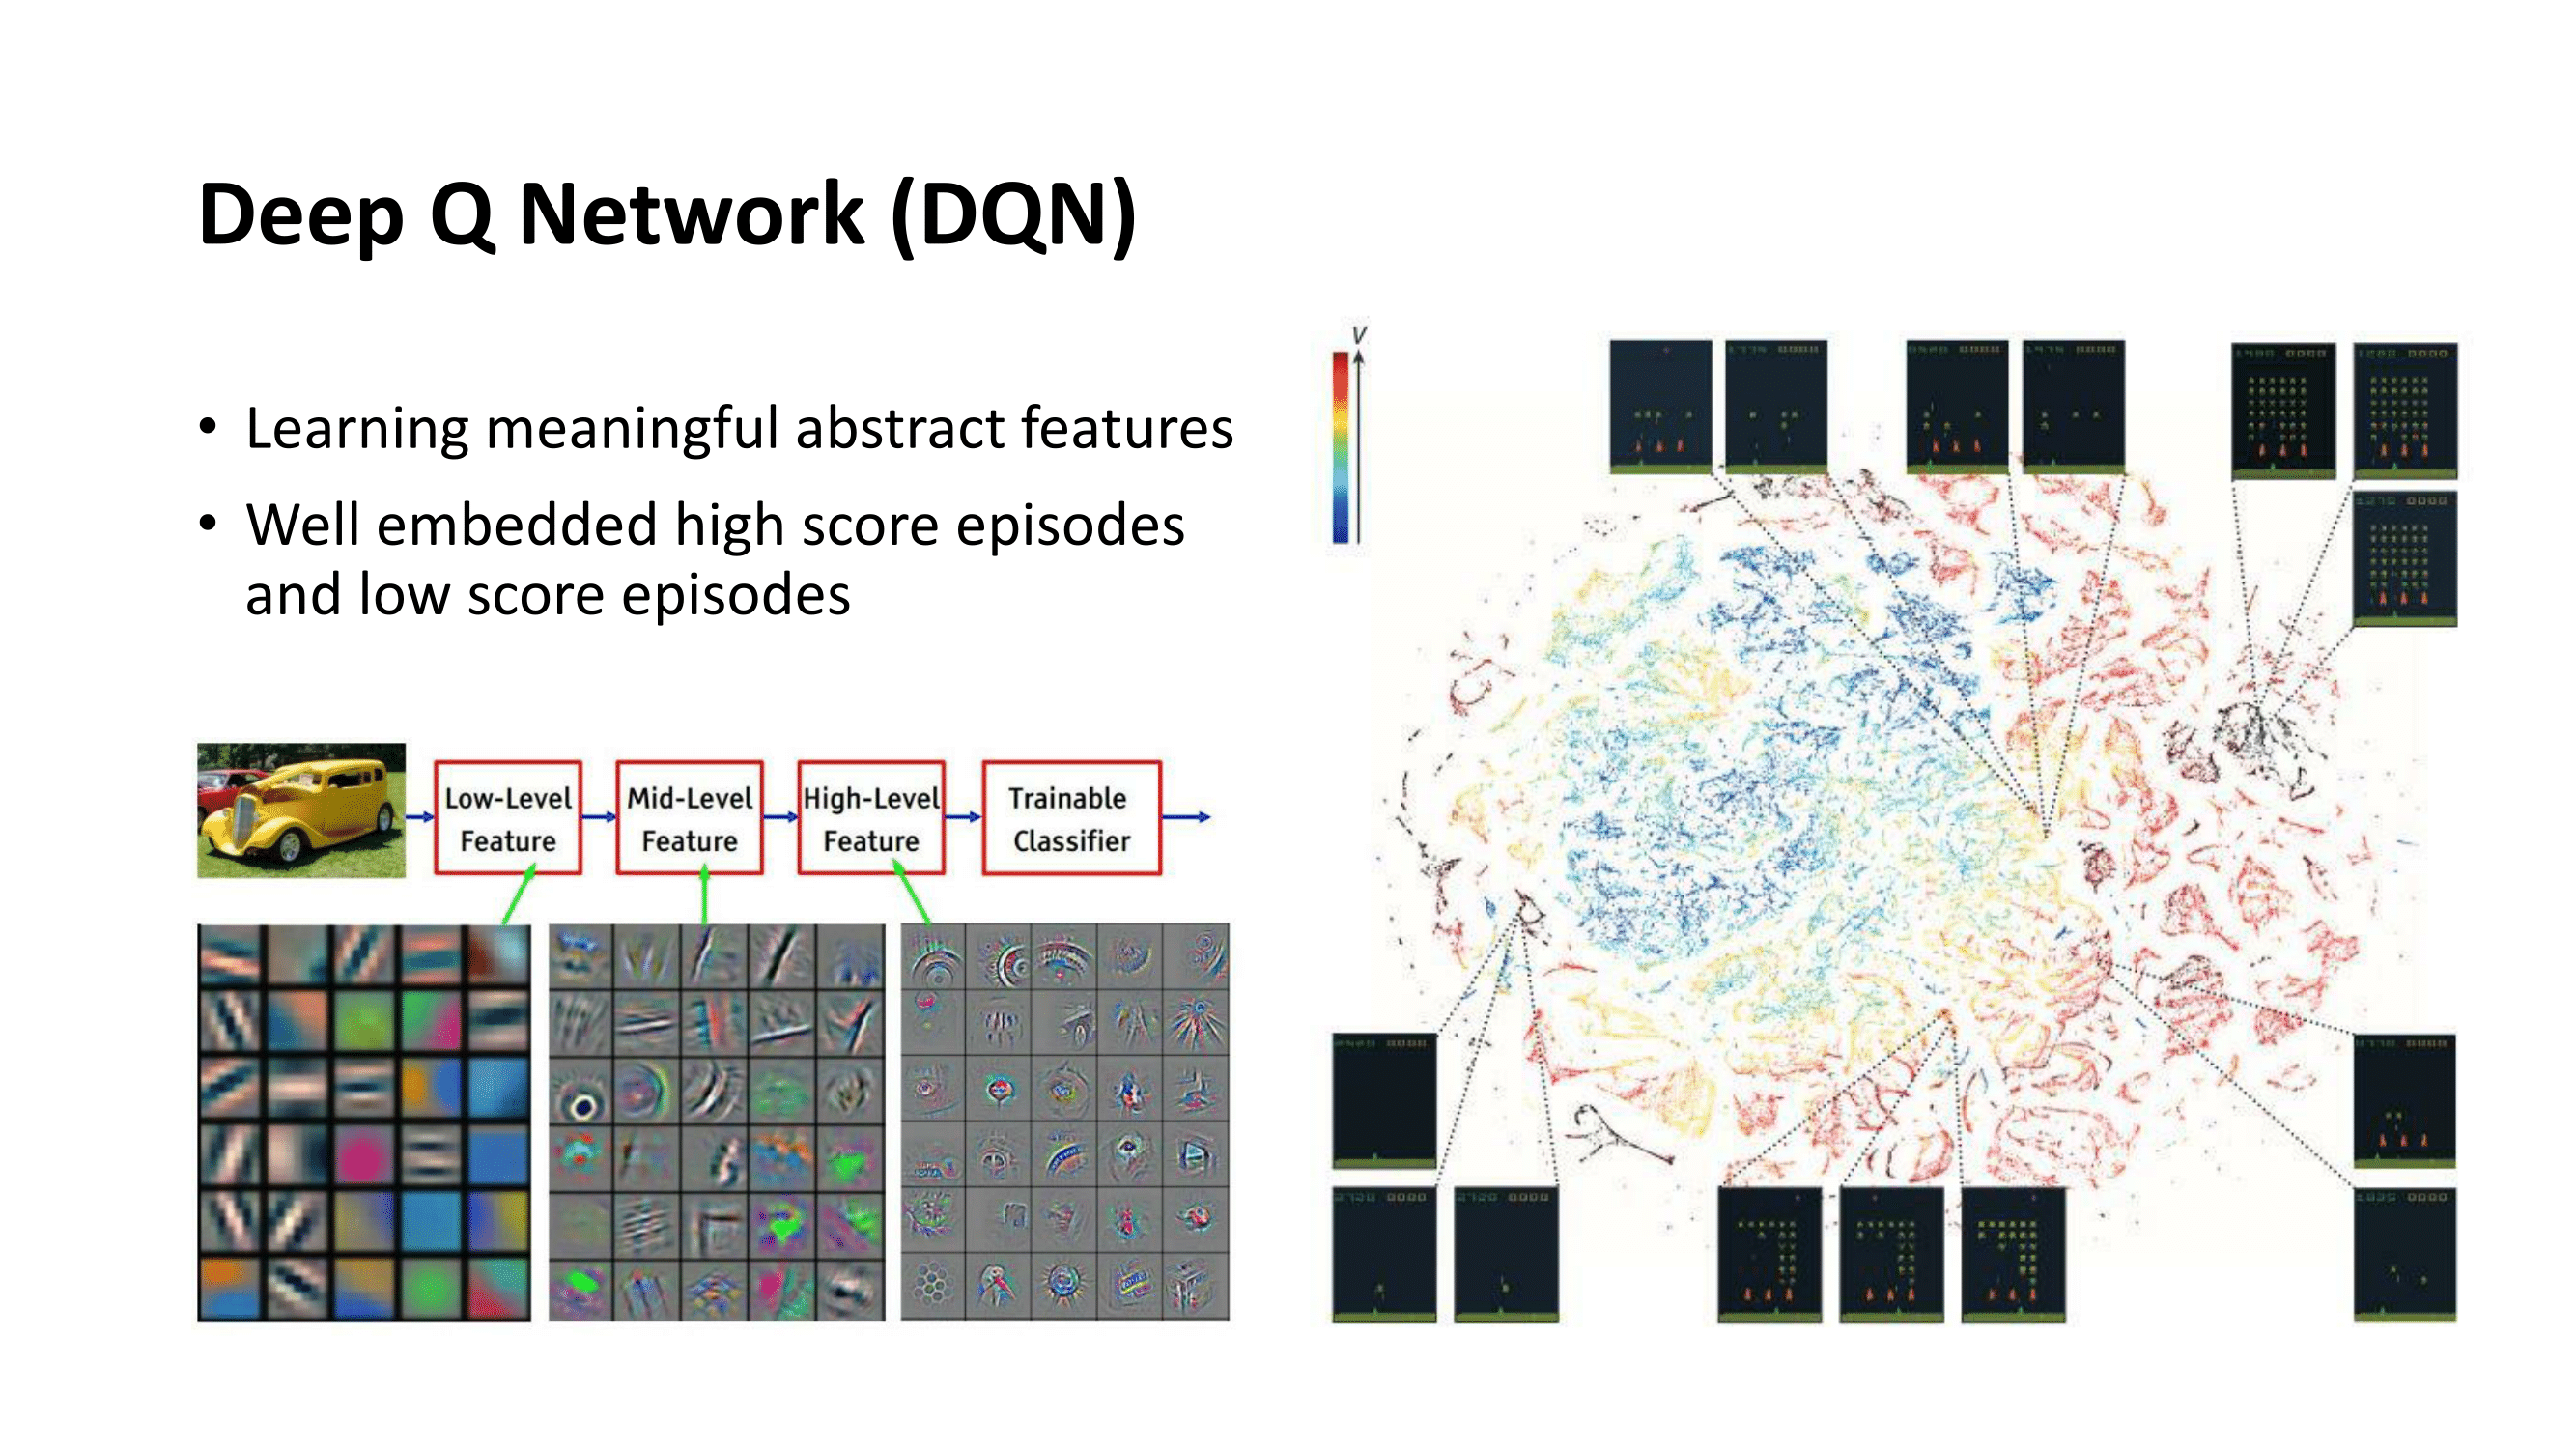 Deep Q Network (DQN)
• Learning meaningful abstract features
• Well embedded high score episodes
and low score episodes
Low-Level
Feature
Mid-Level
Feature
High-Level
Feature
Trainable
Classifier
V